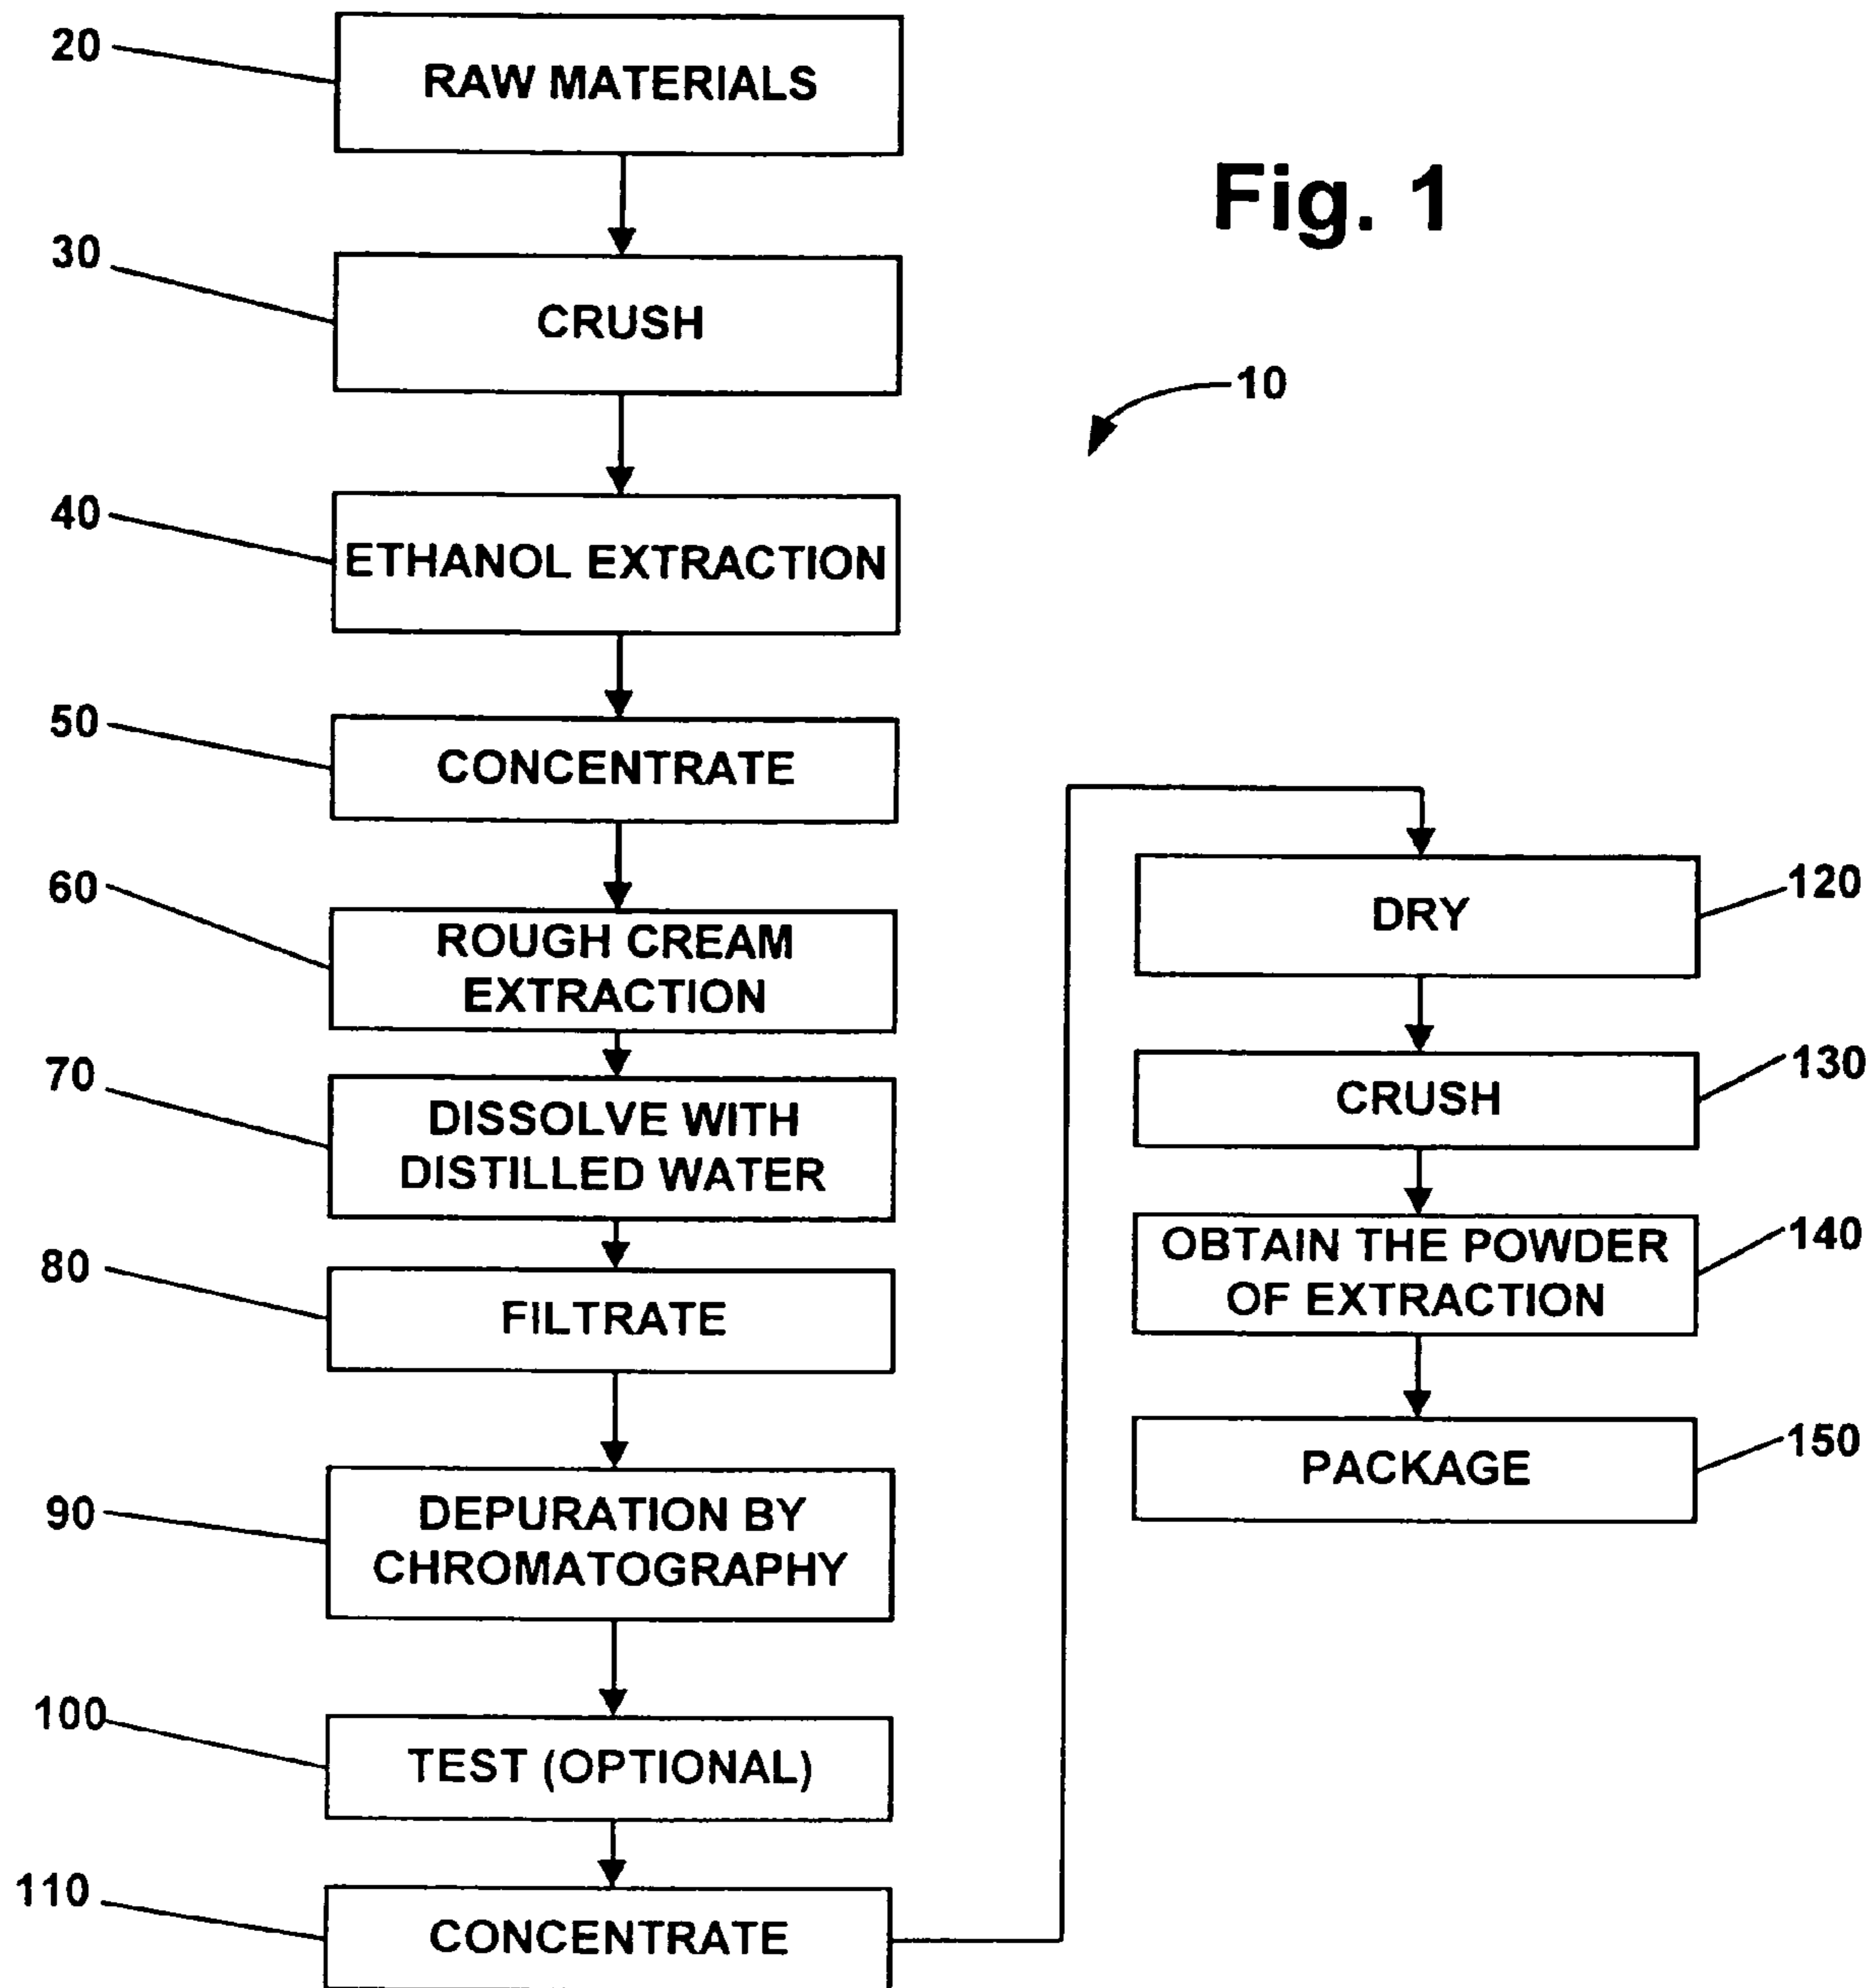 20
RAW MATERIALS
Fig. 1
30
CRUSH
10
40
ETHANOL EXTRACTION
50
CONCENTRATE
60
ROUGH CREAM
EXTRACTION
70
DISSOLVE WITH
DISTILLED WATER
80
FILTRATE
90
DEPURATION BY
CHROMATOGRAPHY
100
TEST (OPTIONAL)
110
CONCENTRATE
DRY
120
CRUSH
130
OBTAIN THE POWDER
OF EXTRACTION
140
PACKAGE
150